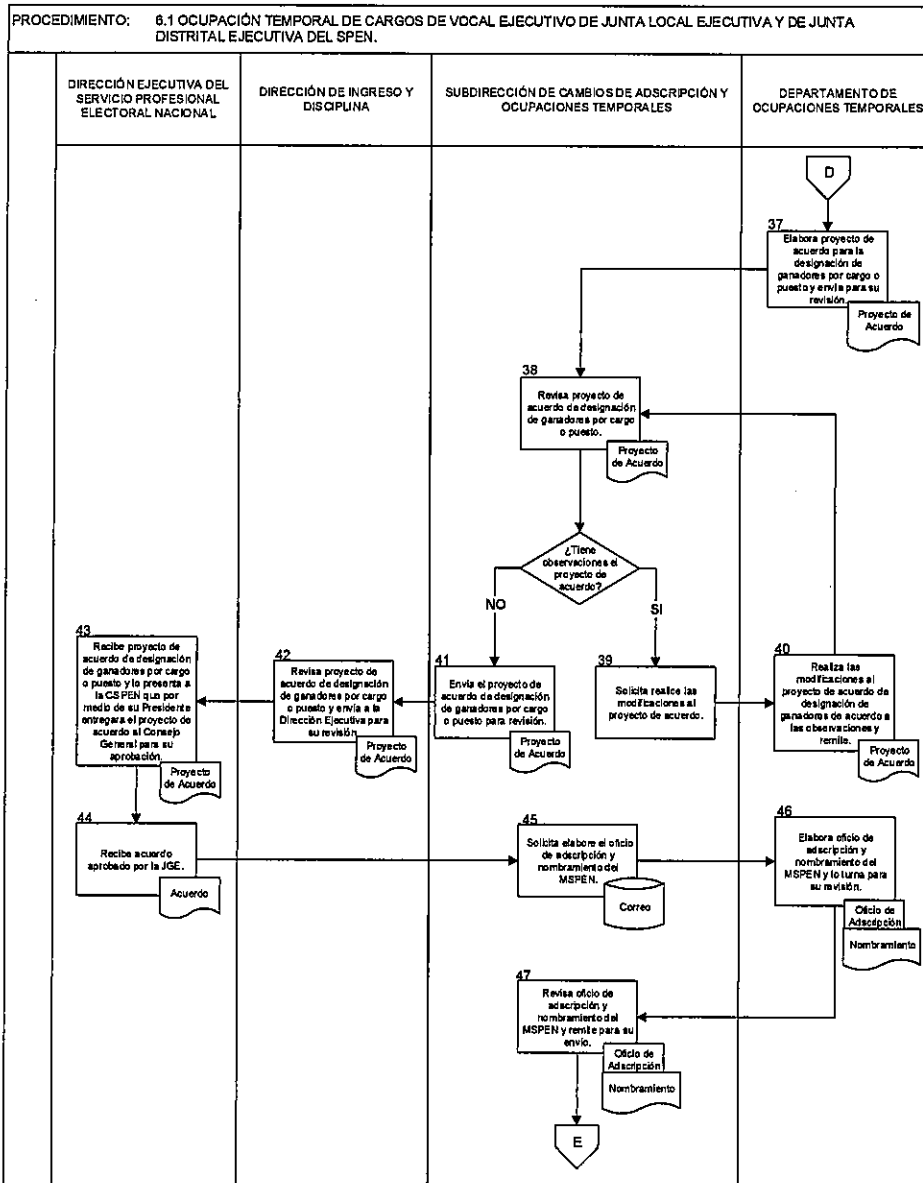 PROCEDIMIENTO: 6.1 OCUPACIÓN TEMPORAL DE CARGOS DE VOCAL EJECUTIVO DE JUNTA LOCAL EJECUTIVA Y DE JUNTA
DISTRITAL EJECUTIVA DEL SPEN.
DIRECCIÓN EJECUTIVA DEL
SERVICIO PROFESIONAL
ELECTORAL NACIONAL
DIRECCIÓN DE INGRESO Y
DISCIPLINA
SUBDIRECCIÓN DE CAMBIOS DE ADSCRIPCIÓN Y
OCUPACIONES TEMPORALES
DEPARTAMENTO DE
OCUPACIONES TEMPORALES
D
37
Elabora proyecto de
acuerdo para la
designación de
ganadores por cargo o
puesto y envía para su
revisión.
Proyecto de
Acuerdo
38
Revisa proyecto de
acuerdo de designación
de ganadores por cargo
o puesto.
Proyecto
de Acuerdo
¿Tiene
observaciones el
proyecto de
acuerdo?
NO
SI
43
Recibe proyecto de
acuerdo de designación
de ganadores por cargo
o puesto y lo presenta a
la CSPEN que por
medio de su Presidente
entregara el proyecto de
acuerdo al Consejo
General para su
aprobación.
Proyecto
de Acuerdo
42
Revisa proyecto de
acuerdo de designación
de ganadores por cargo
o puesto y envía a la
Dirección Ejecutiva para
su revisión.
Proyecto
de Acuerdo
41
Envía el proyecto de
acuerdo de designación
de ganadores por cargo
o puesto para revisión.
Proyecto
de Acuerdo
39
Solicita realice las
modificaciones al
proyecto de acuerdo.
40
Realiza las
modificaciones al
proyecto de acuerdo de
designación de
ganadores de acuerdo a
las observaciones y
remite.
Proyecto
de Acuerdo
44
Recibe acuerdo
aprobado por la JGE.
Acuerdo
45
Solicita elabore el oficio
de adscripción y
nombramiento del
MSPEN.
Correo
46
Elabora oficio de
adscripción y
nombramiento del
MSPEN y lo turna para
su revisión.
Oficio de
Adscripción
Nombramiento
47
Revisa oficio de
adscripción y
nombramiento del
MSPEN y remite para su
envío.
Oficio de
Adscripción
Nombramiento
E